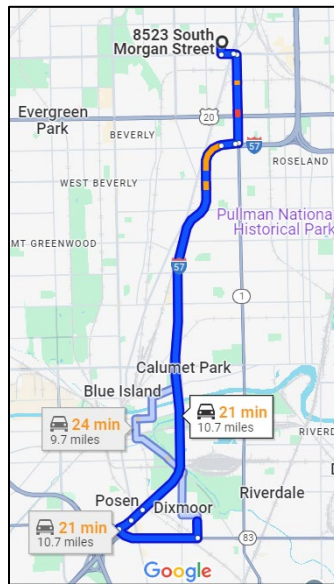 8523 South
Morgan Street
Evergreen
Park
20
BEVERLY
57
ROSELAND
WEST BEVERLY
Pullman Nationa
Historical Park
MT GREENWOOD
57
1
Calumet Park
Blue Island
24 min
9.7 miles
21 min
10.7 miles
RIVERD
Posen
Dixmoor
Riverdale
D
21 min
10.7 miles
83
Google